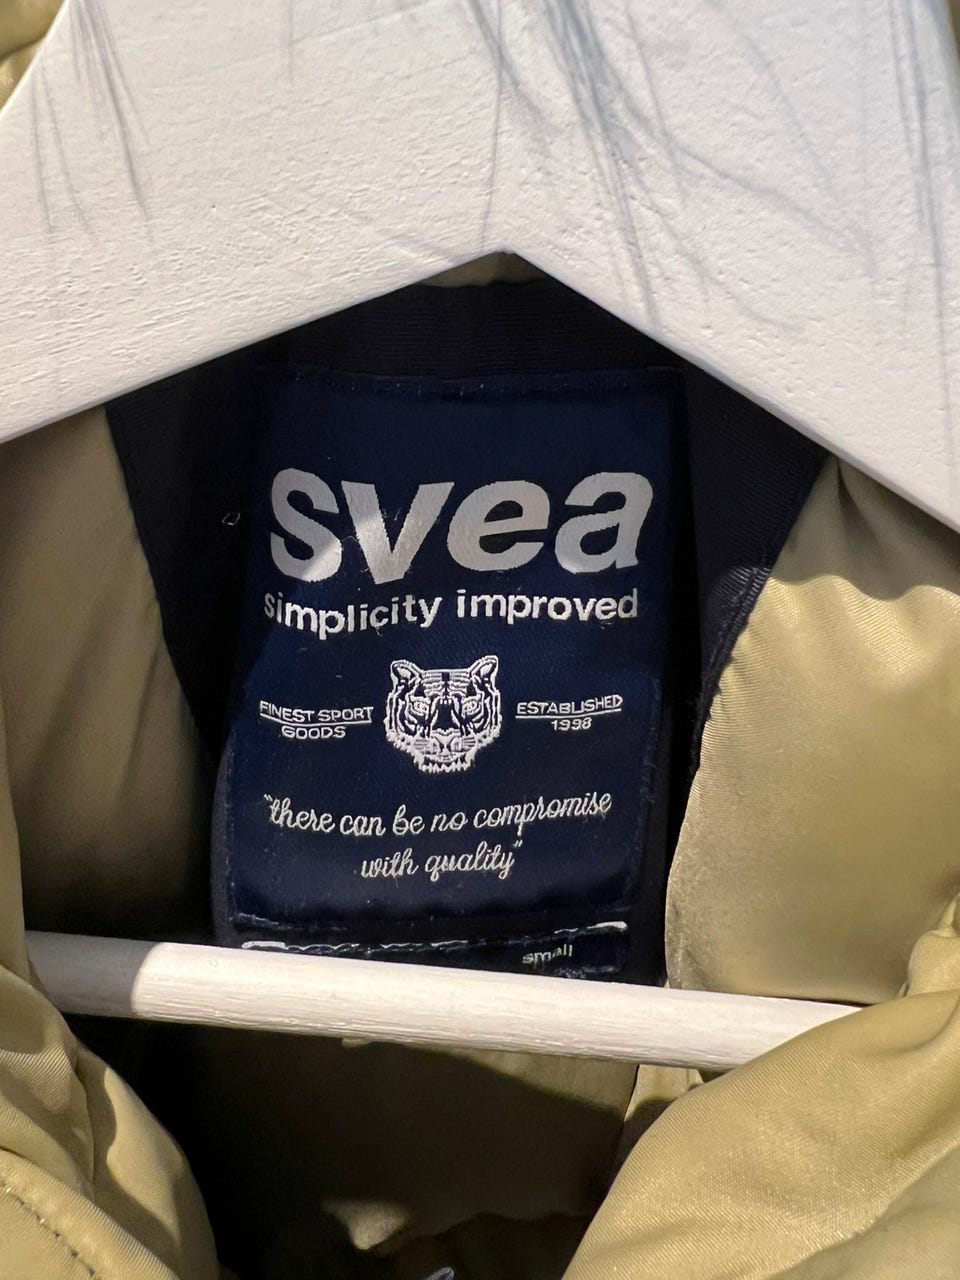 svea
simplicity improved
FINEST SPORT
GOODS
ESTABLISHED
1998
"there can be no compromise
with quality"
small